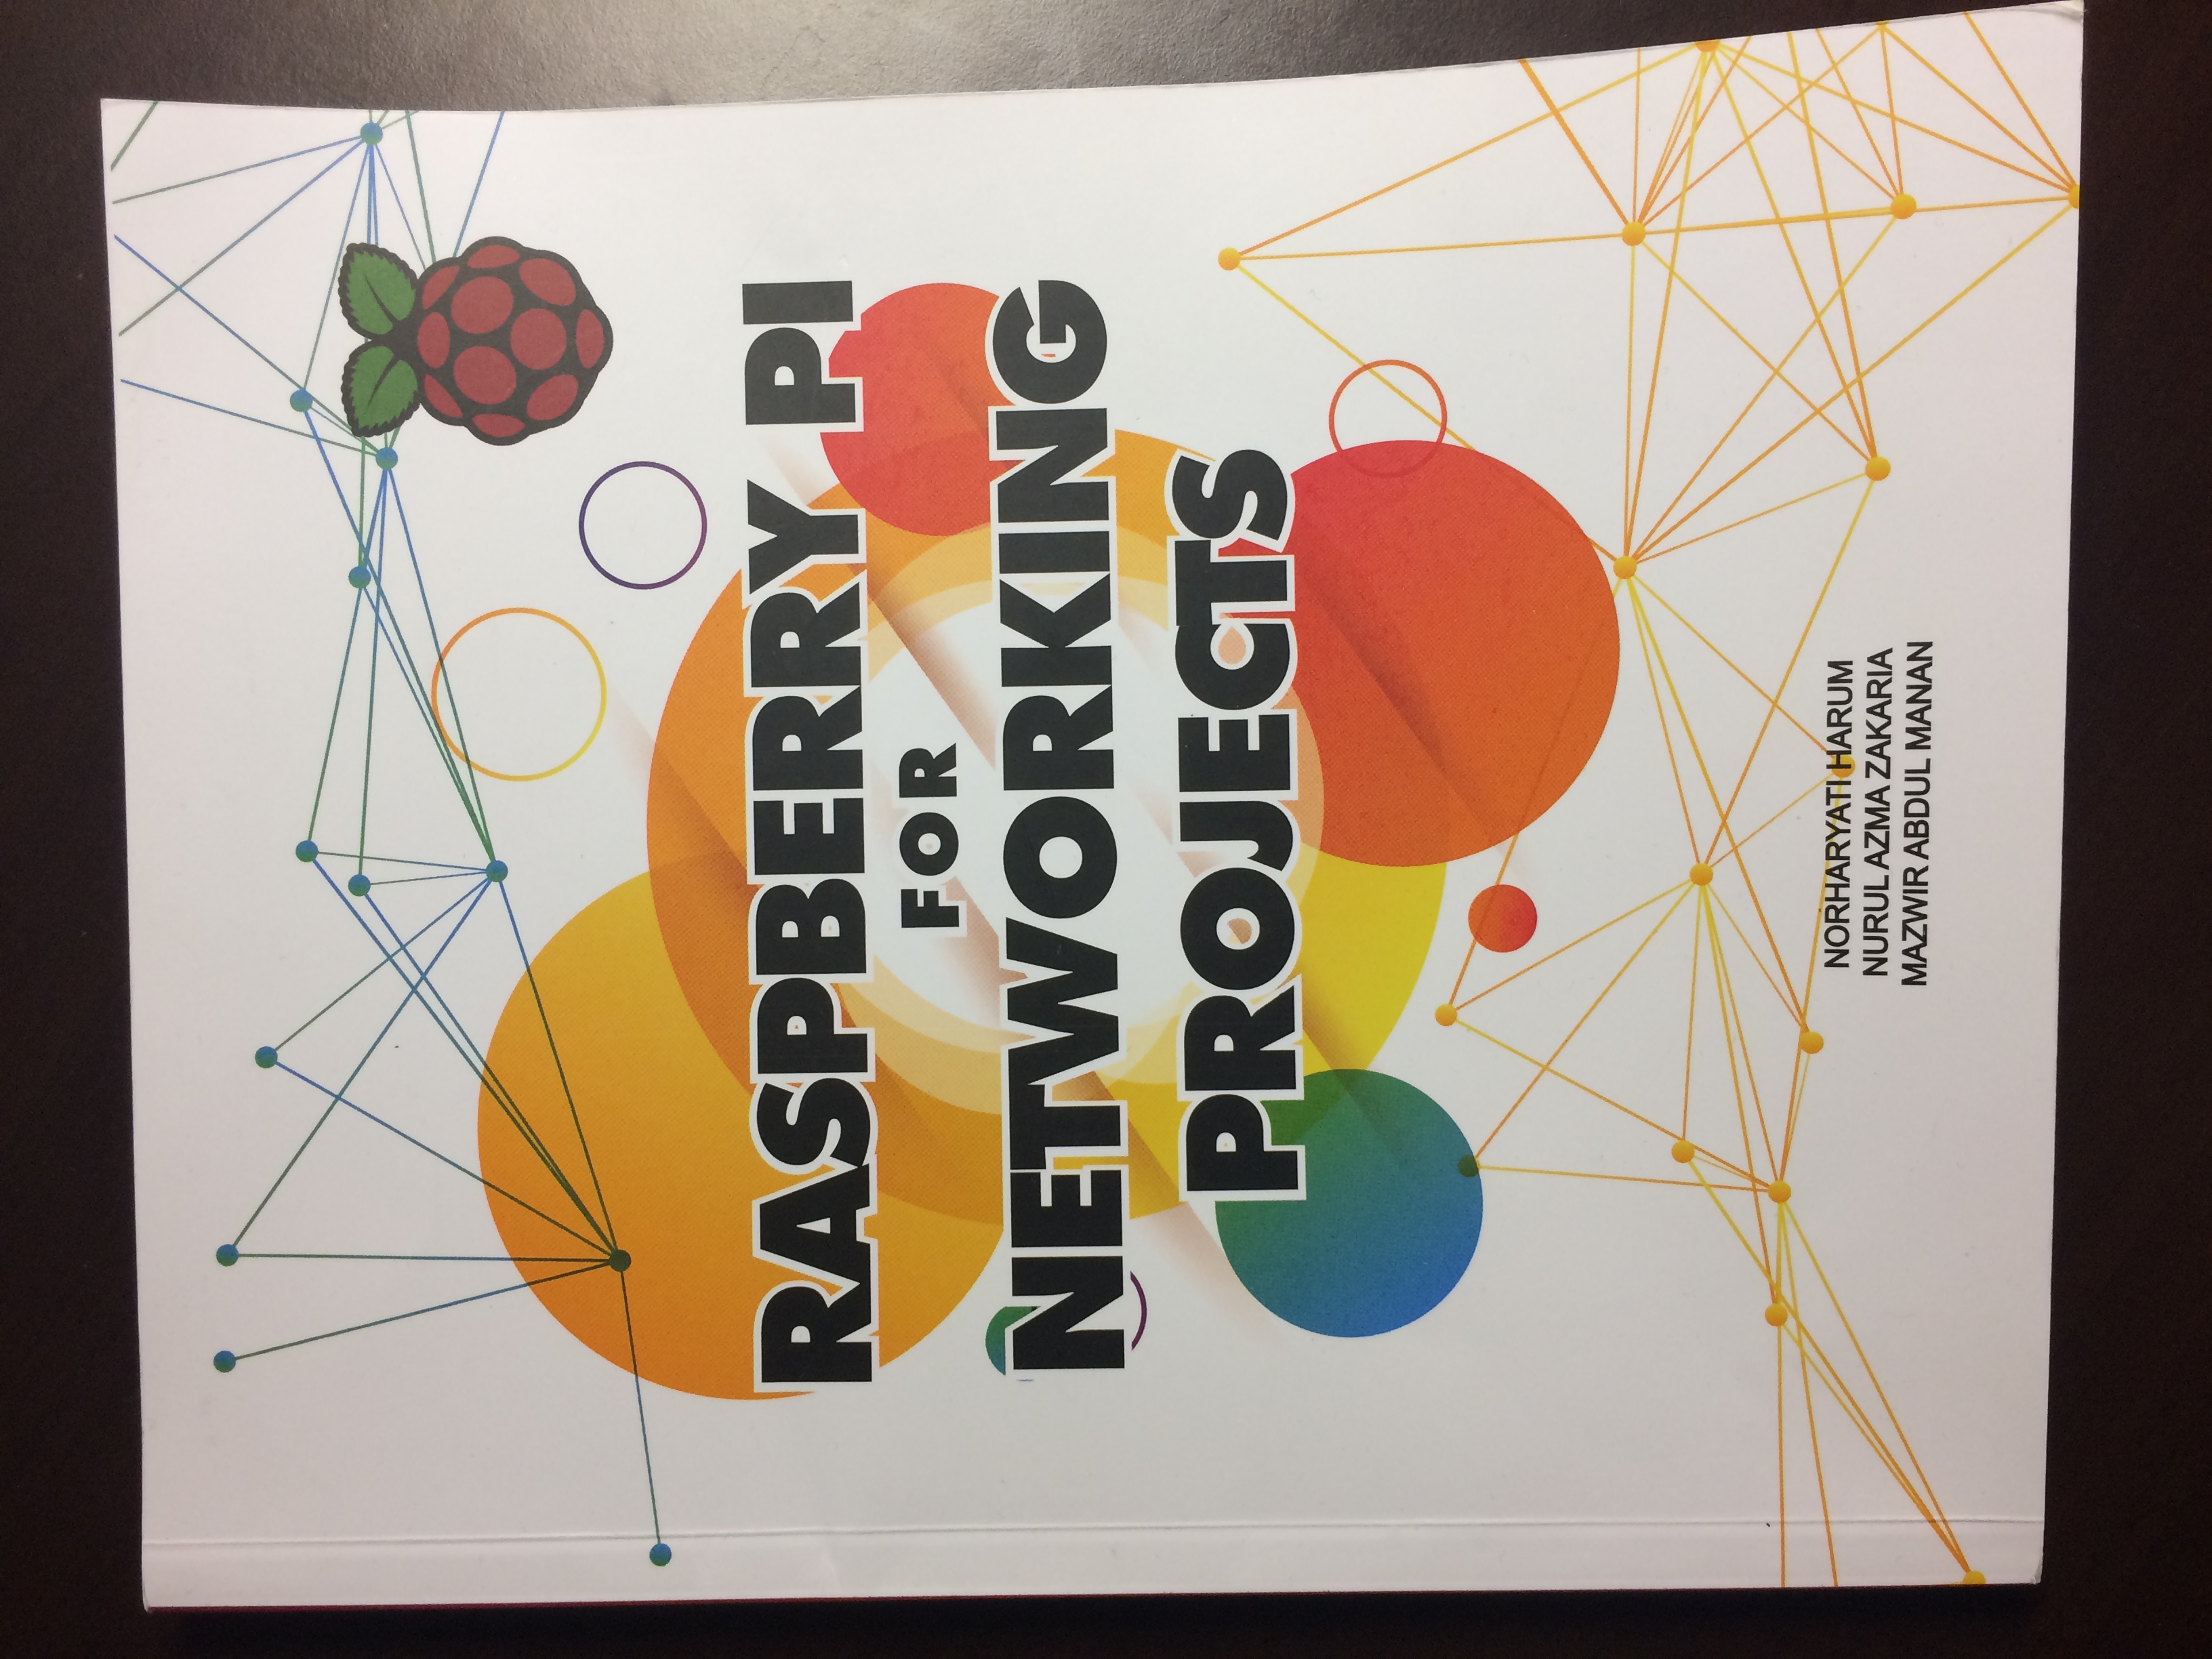 RASPBERRY PI
FOR
NETWORKING
PROJECTS
NORHARYATI HARUM
NURUL AZMA ZAKARIA
MAZWIR ABDUL MANAN